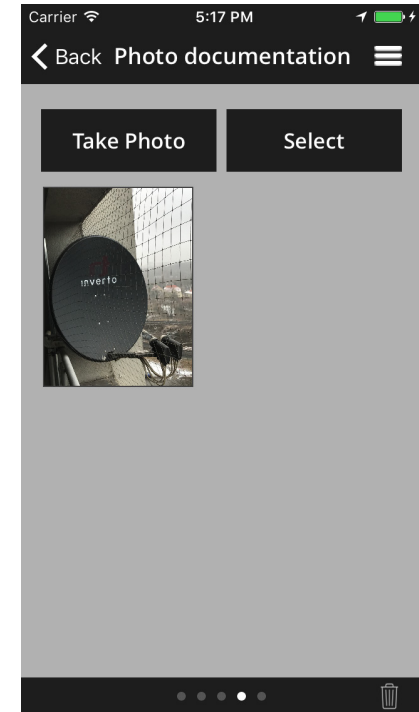 Carrier 5:17 PM
Back Photo documentation
Take Photo Select
inverto